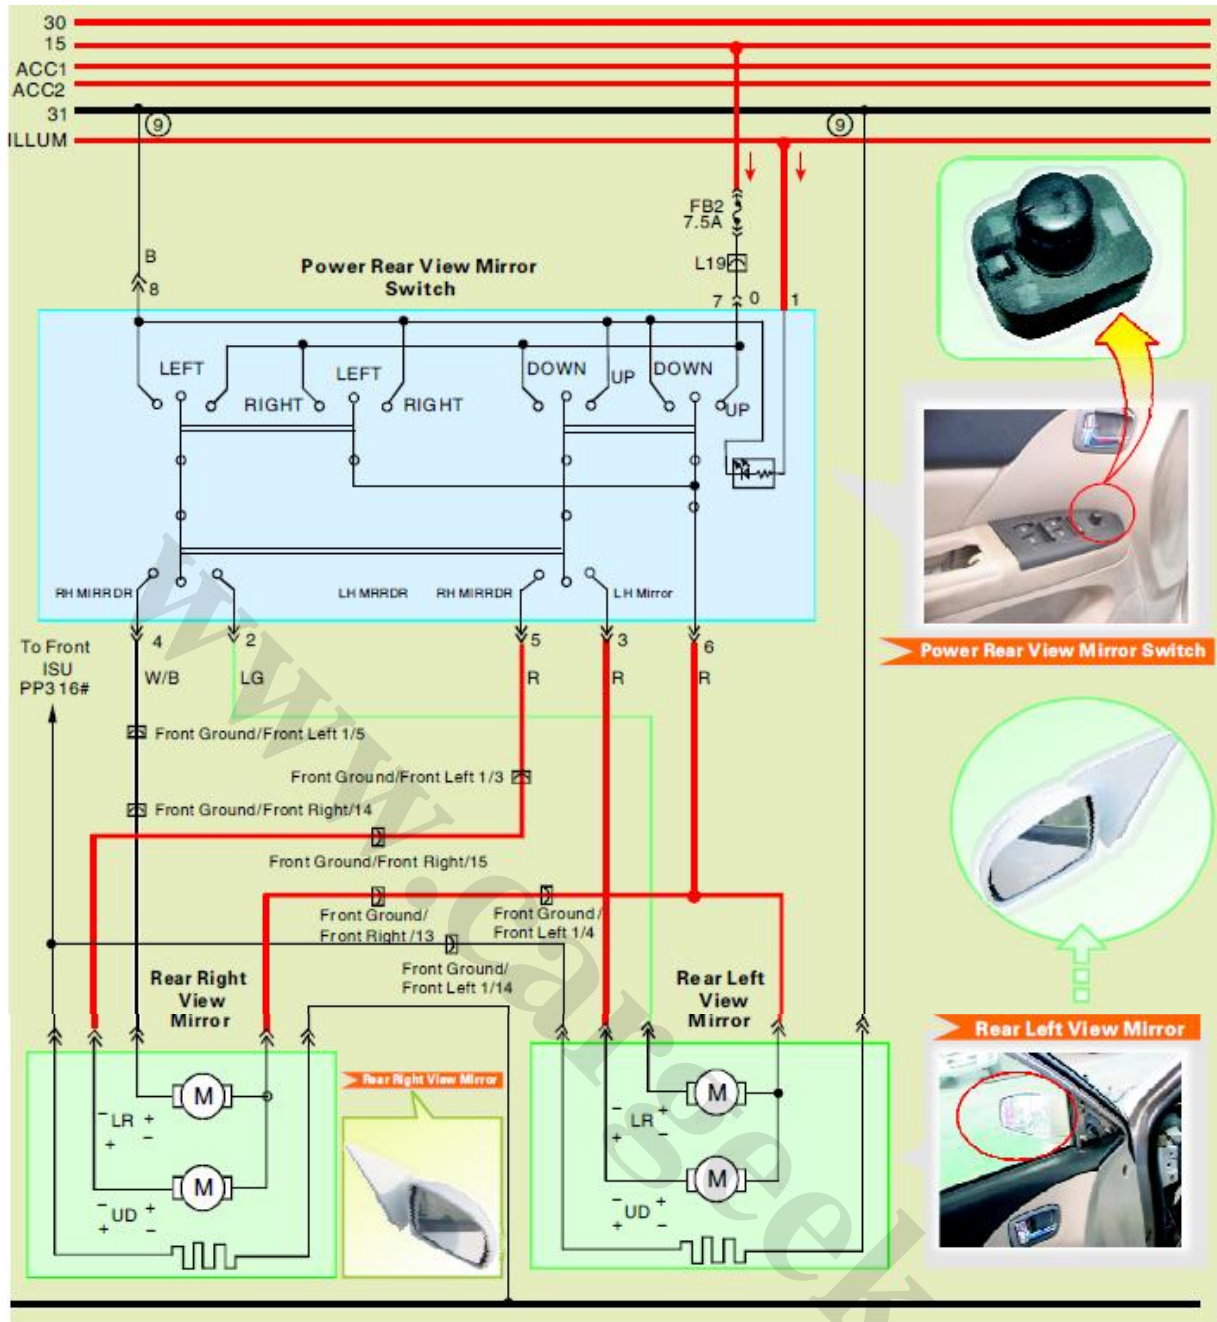 30
15
ACC1
ACC2
31
ILLUM
9
9
FB2
7.5A
L19
B
8
Power Rear View Mirror
Switch
7
0
1
LEFT
RIGHT
LEFT
RIGHT
DOWN
UP
DOWN
UP
RH MIRRDR
LH MRRDR
RH MIRRDR
LH Mirror
4
2
5
3
6
W/B
LG
R
R
R
Power Rear View Mirror Switch
To Front
ISU
PP316#
Front Ground/Front Left 1/5
Front Ground/Front Left 1/3
Front Ground/Front Right/14
Front Ground/Front Right/15
Front Ground/
Front Right /13
Front Ground/
Front Left 1/4
Front Ground/
Front Left 1/14
Rear Right
View
Mirror
Rear Left
View
Mirror
Rear Left View Mirror
Rear Right View Mirror
M
- LR +
+ -
M
- UD +
+ -
M
- LR +
+ -
M
- UD +
+ -
www.cargeek